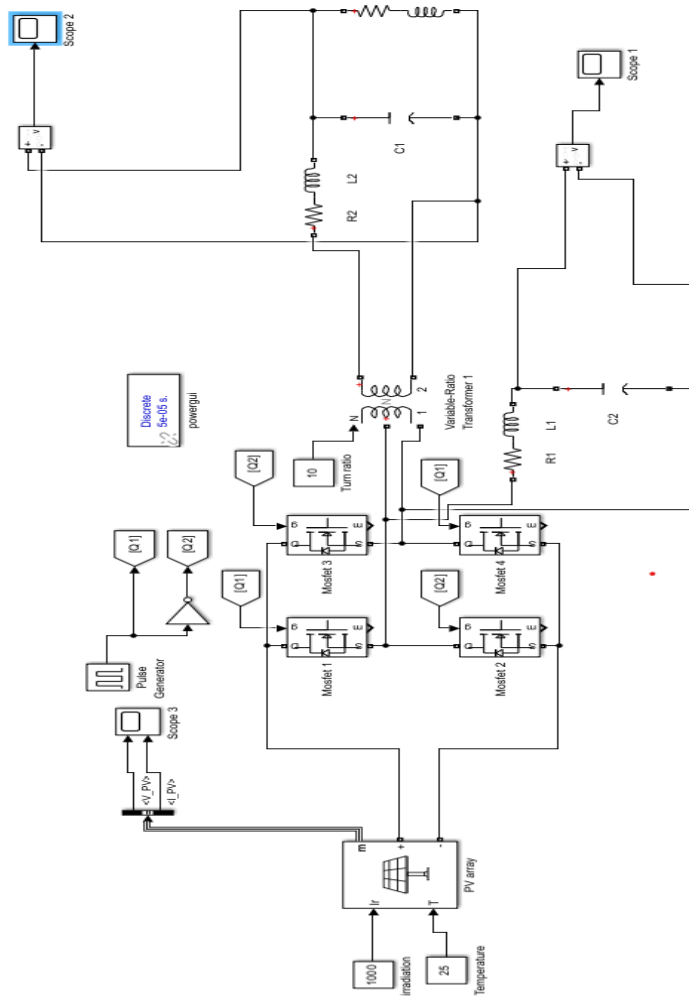 Scope 2
v
+
-
C1
L2
R2
Scope 1
v
+
-
Discrete
5e-05 s.
powergui
[Q1]
[Q2]
Pulse
Generator
Scope 3
<V_PV>
<I_PV>
[Q2]
10
Turn ratio
N
N
1
2
Variable-Ratio
Transformer 1
L1
R1
C2
[Q1]
Mosfet 3
[Q1]
Mosfet 4
Mosfet 1
[Q2]
Mosfet 2
m
+
-
Ir
T
PV array
1000
irradiation
25
Temperature